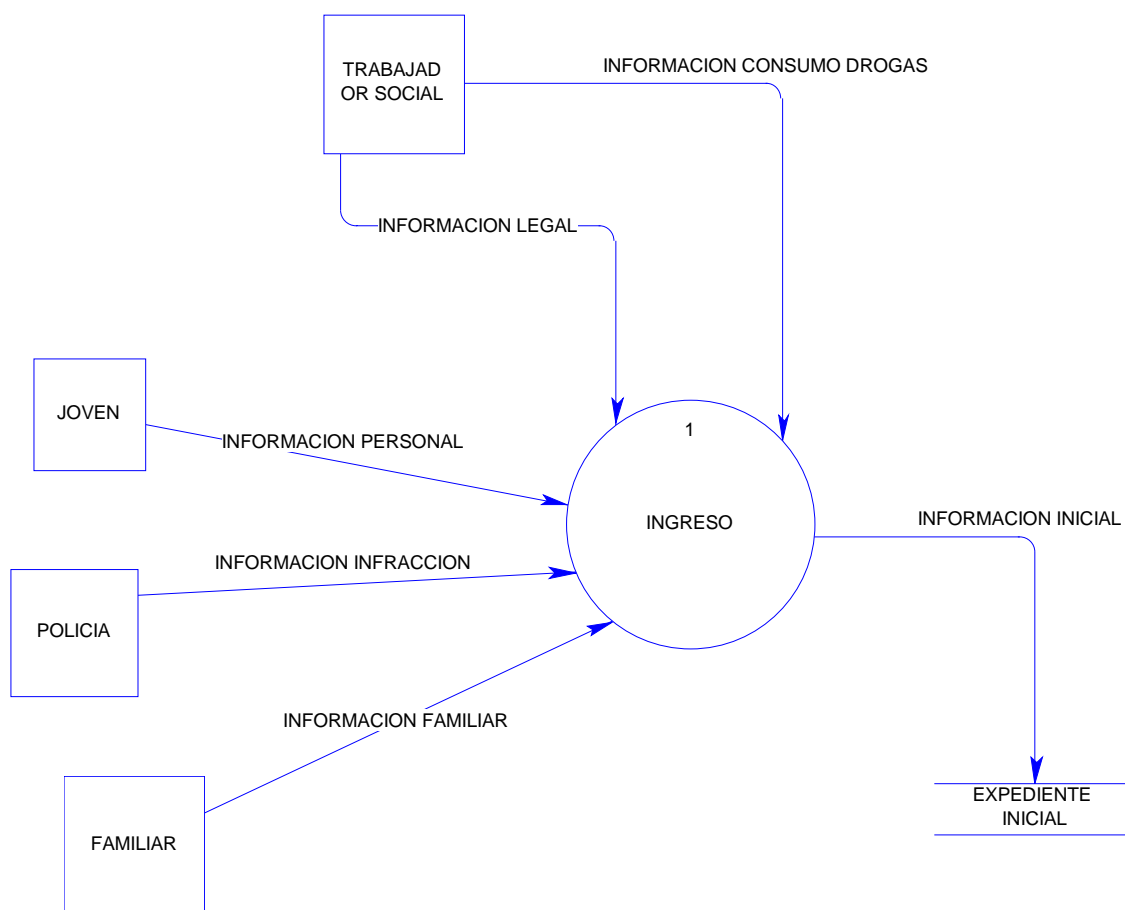 TRABAJAD
OR SOCIAL
INFORMACION CONSUMO DROGAS
INFORMACION LEGAL
JOVEN
INFORMACION PERSONAL
1
INGRESO
INFORMACION INICIAL
INFORMACION INFRACCION
POLICIA
INFORMACION FAMILIAR
FAMILIAR
EXPEDIENTE
INICIAL